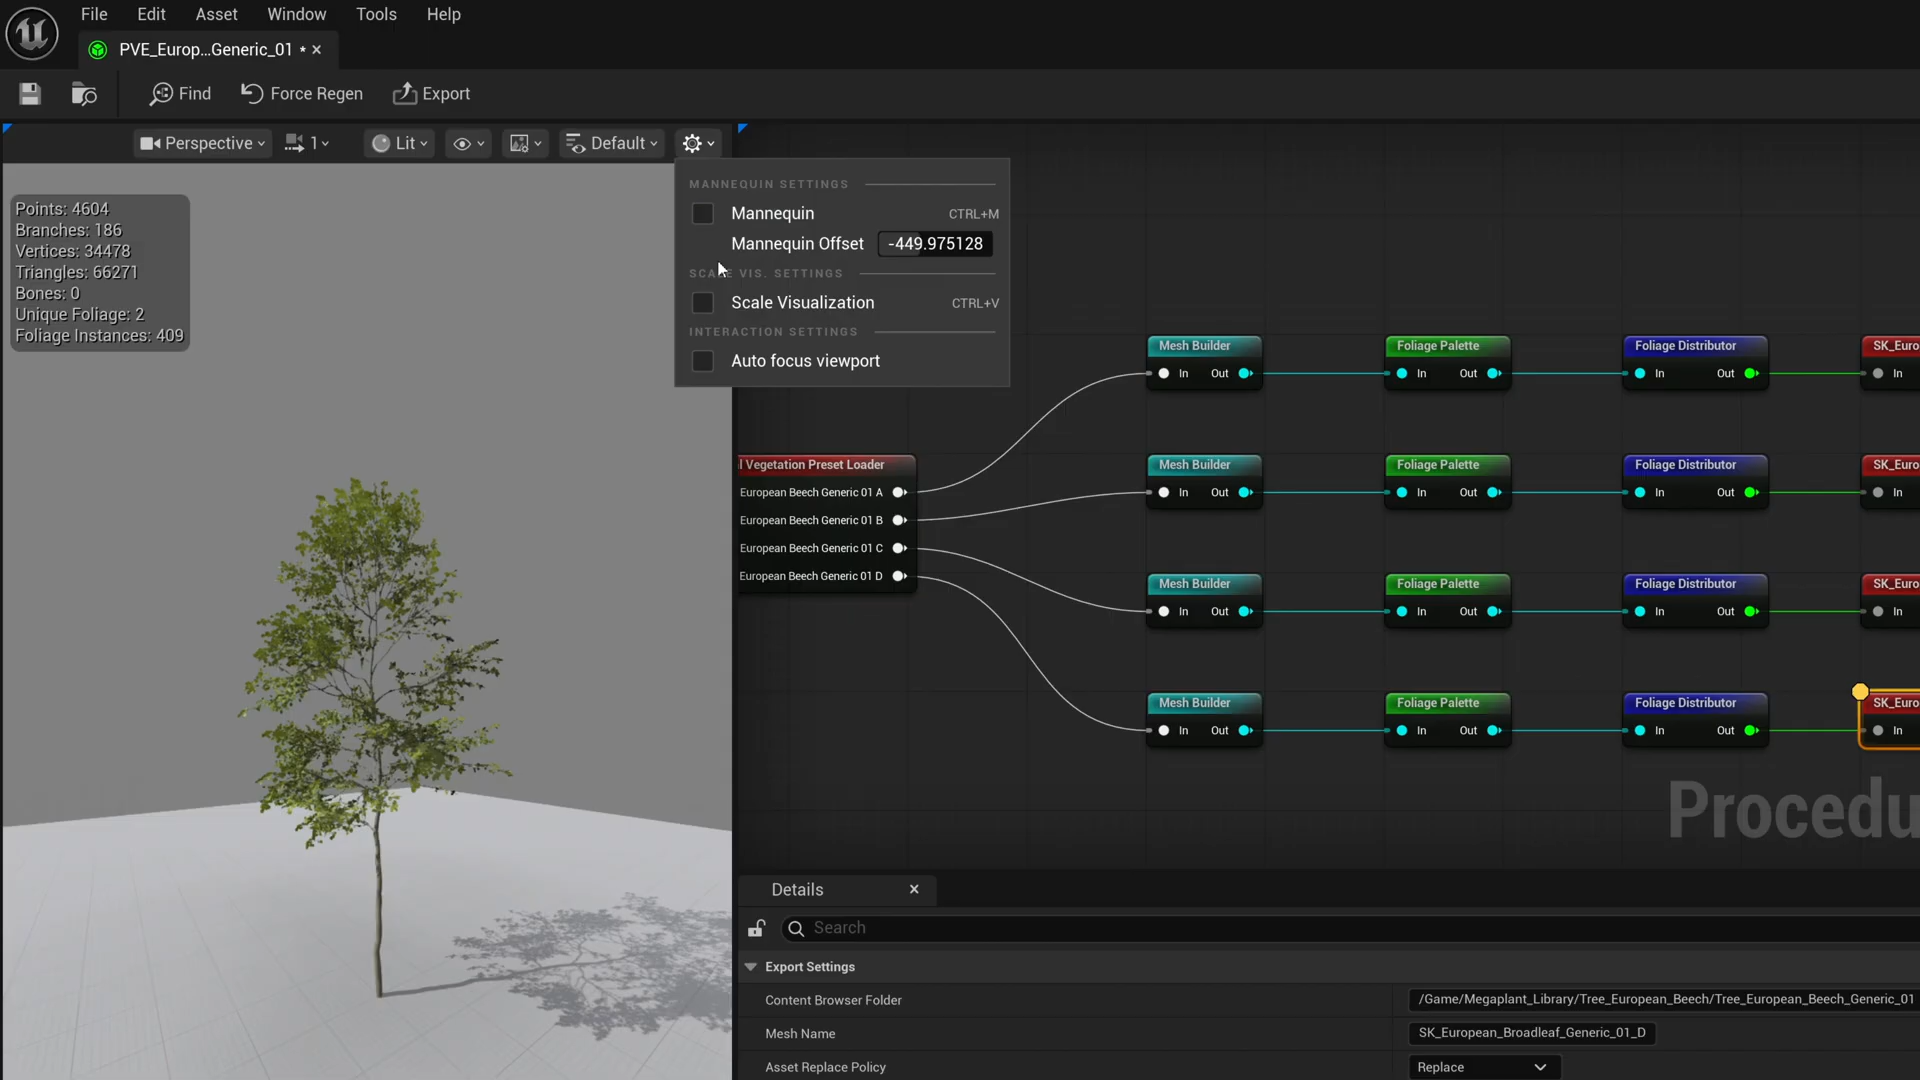 File Edit Asset Window Tools Help
PVE_Europ...Generic_01 •
Find Force Regen Export
Perspective 1 Lit Default
Points: 4604
Branches: 186
Vertices: 34478
Triangles: 66271
Bones: 0
Unique Foliage: 2
Foliage Instances: 409
MANNEQUIN SETTINGS
Mannequin CTRL+M
Mannequin Offset -449.975128
SCALE VIS. SETTINGS
Scale Visualization CTRL+V
INTERACTION SETTINGS
Auto focus viewport
Mesh Builder Foliage Palette Foliage Distributor SK_Euro
In Out In Out In Out In
l Vegetation Preset Loader
European Beech Generic 01 A
European Beech Generic 01 B
European Beech Generic 01 C
European Beech Generic 01 D
Mesh Builder Foliage Palette Foliage Distributor SK_Euro
In Out In Out In Out In
Mesh Builder Foliage Palette Foliage Distributor SK_Euro
In Out In Out In Out In
Mesh Builder Foliage Palette Foliage Distributor SK_Euro
In Out In Out In Out In
Procedu
Details
Search
Export Settings
Content Browser Folder /Game/Megaplant_Library/Tree_European_Beech/Tree_European_Beech_Generic_01
Mesh Name SK_European_Broadleaf_Generic_01_D
Asset Replace Policy Replace